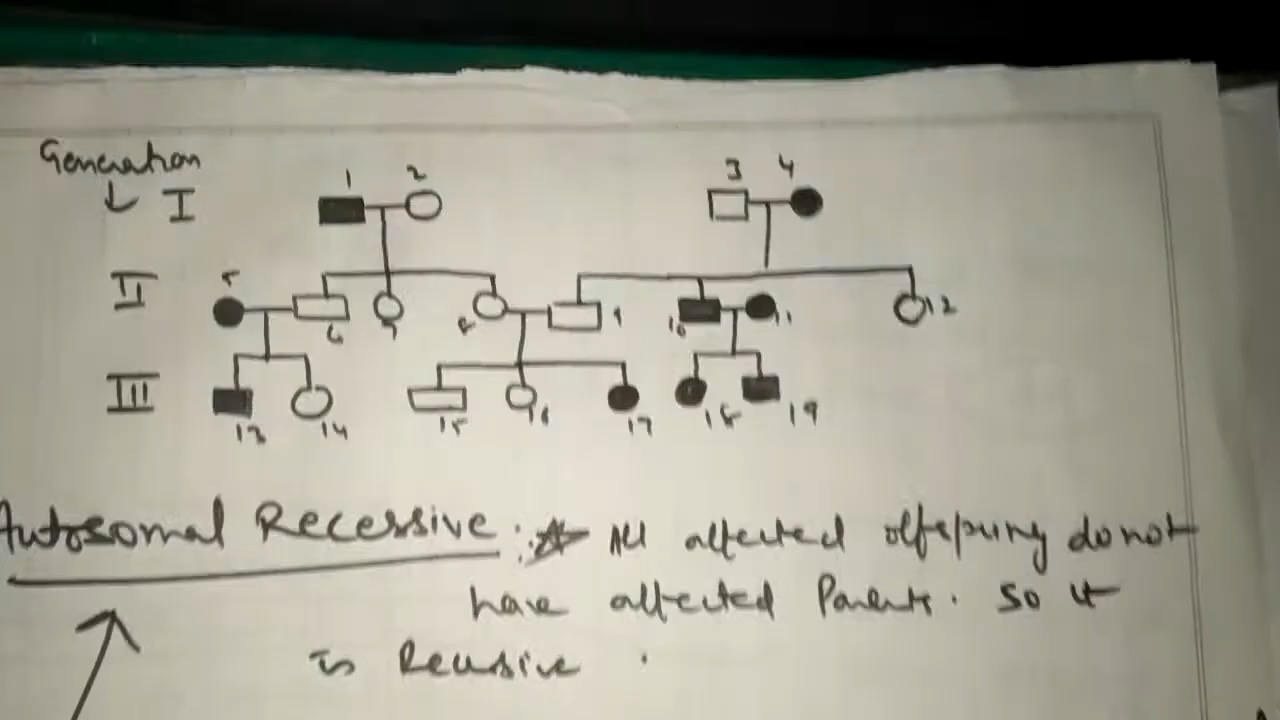 Generation
↓ I
1 2 3 4
II
5 6 7 8 9 10 11 12
III
13 14 15 16 17 18 19
Autosomal Recessive : All affected offspring do not
have affected Parents. So it
is Recessive .